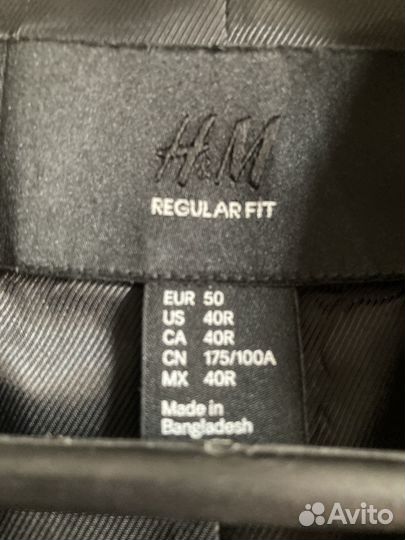 H&M
REGULAR FIT
EUR 50
US 40R
CA 40R
CN 175/100A
MX 40R
Made in
Bangladesh
Avito